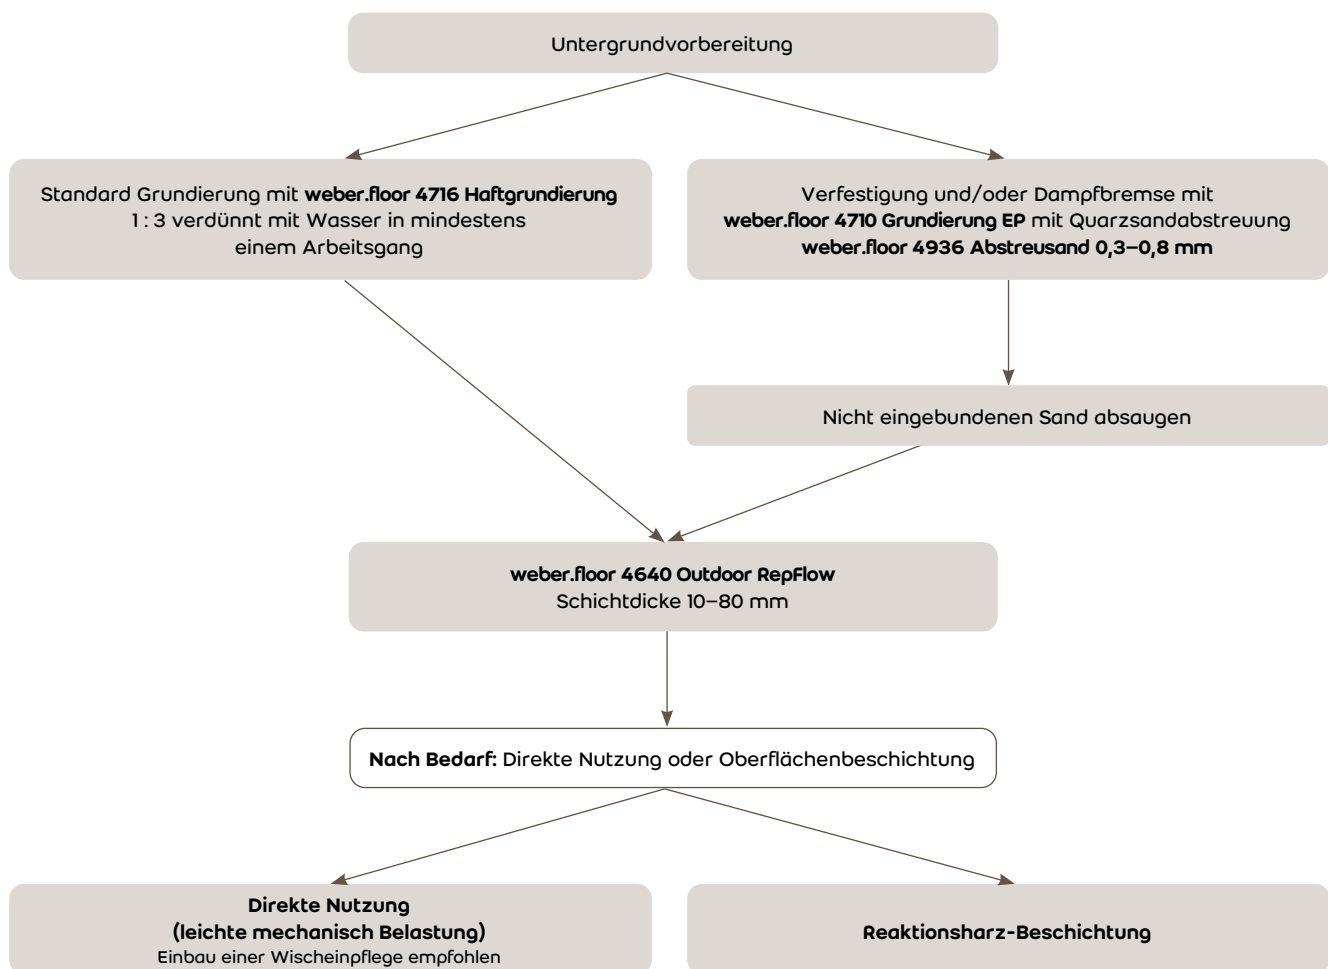 Untergrundvorbereitung
Standard Grundierung mit weber.floor 4716 Haftgrundierung
1 : 3 verdünnt mit Wasser in mindestens
einem Arbeitsgang
Verfestigung und/oder Dampfbremse mit
weber.floor 4710 Grundierung EP mit Quarzsandabstreuung
weber.floor 4936 Abstreusand 0,3–0,8 mm
Nicht eingebundenen Sand absaugen
weber.floor 4640 Outdoor RepFlow
Schichtdicke 10–80 mm
Nach Bedarf: Direkte Nutzung oder Oberflächenbeschichtung
Direkte Nutzung
(leichte mechanisch Belastung)
Einbau einer Wischeinpflege empfohlen
Reaktionsharz-Beschichtung